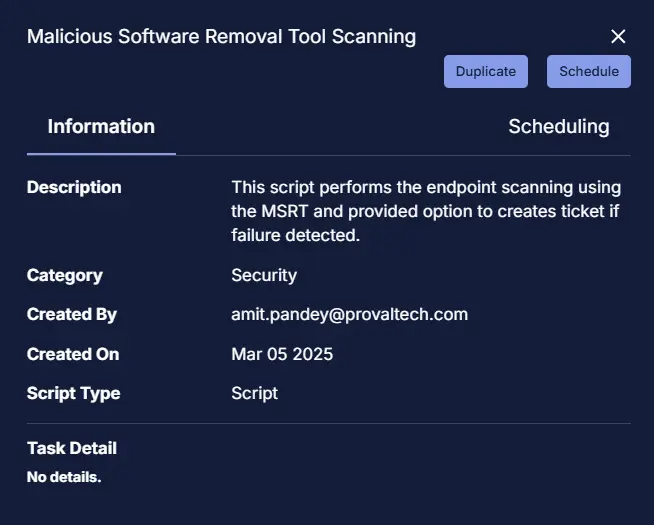 Malicious Software Removal Tool Scanning
Duplicate Schedule
Information Scheduling
Description This script performs the endpoint scanning using
the MSRT and provided option to creates ticket if
failure detected.
Category Security
Created By amit.pandey@provaltech.com
Created On Mar 05 2025
Script Type Script
Task Detail
No details.